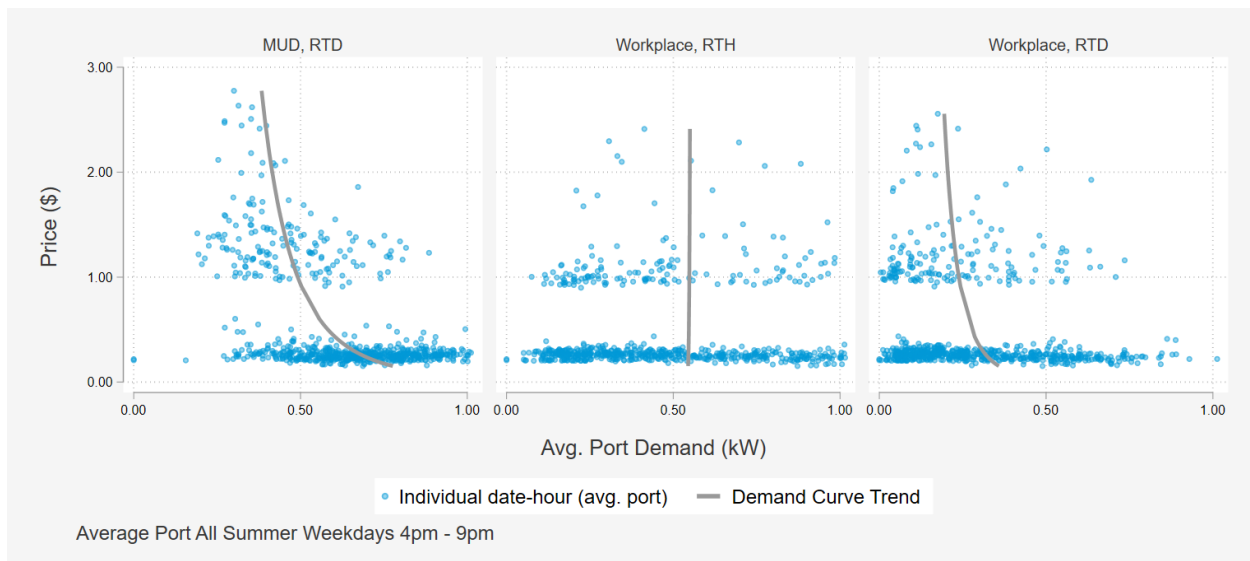 MUD, RTD
Workplace, RTH
Workplace, RTD
Price ($)
3.00
2.00
1.00
0.00
0.00 0.50 1.00
0.00 0.50 1.00
0.00 0.50 1.00
Avg. Port Demand (kW)
Individual date-hour (avg. port)
Demand Curve Trend
Average Port All Summer Weekdays 4pm - 9pm